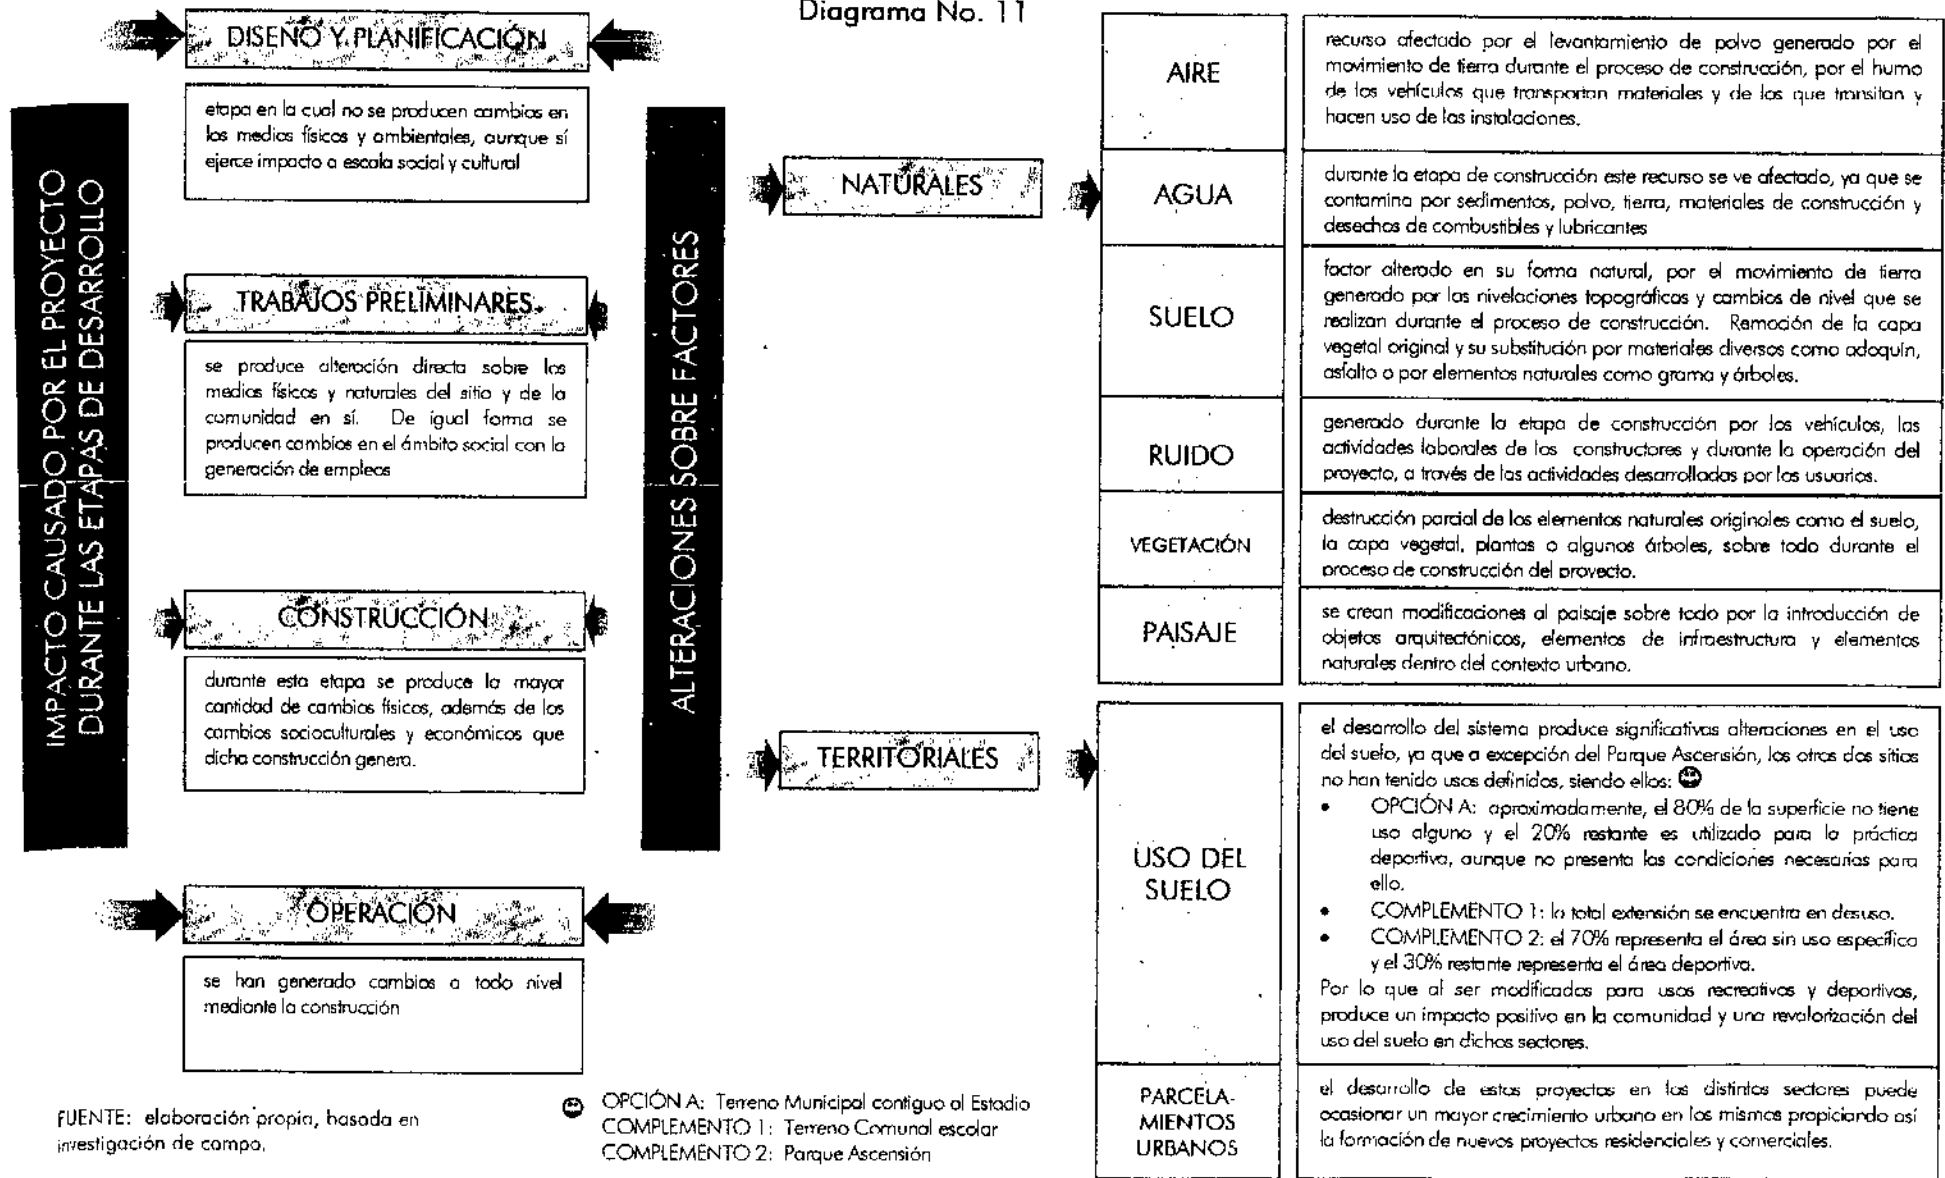 Diagrama No. 11
IMPACTO CAUSADO POR EL PROYECTO
DURANTE LAS ETAPAS DE DESARROLLO
DISEÑO Y PLANIFICACIÓN
etapa en la cual no se producen cambios en
los medios físicos y ambientales, aunque sí
ejerce impacto a escala social y cultural
TRABAJOS PRELIMINARES
se produce alteración directa sobre los
medios físicos y naturales del sitio y de la
comunidad en sí. De igual forma se
producen cambios en el ámbito social con la
generación de empleos
CONSTRUCCIÓN
durante esta etapa se produce la mayor
cantidad de cambios físicos, además de los
cambios socioculturales y económicos que
dicha construcción genera.
OPERACIÓN
se han generado cambios a todo nivel
mediante la construcción
ALTERACIONES SOBRE FACTORES
NATURALES
AIRE
recurso afectado por el levantamiento de polvo generado por el
movimiento de tierra durante el proceso de construcción, por el humo
de los vehículos que transportan materiales y de los que transitan y
hacen uso de las instalaciones.
AGUA
durante la etapa de construcción este recurso se ve afectado, ya que se
contamina por sedimentos, polvo, tierra, materiales de construcción y
desechos de combustibles y lubricantes
SUELO
factor alterado en su forma natural, por el movimiento de tierra
generado por las nivelaciones topográficas y cambios de nivel que se
realizan durante el proceso de construcción. Remoción de la capa
vegetal original y su substitución por materiales diversos como adoquín,
asfalto o por elementos naturales como grama y árboles.
RUIDO
generado durante la etapa de construcción por los vehículos, las
actividades laborales de los constructores y durante la operación del
proyecto, a través de las actividades desarrolladas por los usuarios.
VEGETACIÓN
destrucción parcial de los elementos naturales originales como el suelo,
la capa vegetal, plantas o algunos árboles, sobre todo durante el
proceso de construcción del proyecto.
PAISAJE
se crean modificaciones al paisaje sobre todo por la introducción de
objetos arquitectónicos, elementos de infraestructura y elementos
naturales dentro del contexto urbano.
TERRITORIALES
USO DEL
SUELO
el desarrollo del sistema produce significativas alteraciones en el uso
del suelo, ya que a excepción del Parque Ascensión, los otros dos sitios
no han tenido usos definidos, siendo ellos:
• OPCIÓN A: aproximadamente, el 80% de la superficie no tiene
uso alguno y el 20% restante es utilizado para la práctica
deportiva, aunque no presenta las condiciones necesarias para
ello.
• COMPLEMENTO 1: la total extensión se encuentra en desuso.
• COMPLEMENTO 2: el 70% representa el área sin uso específico
y el 30% restante representa el área deportiva.
Por lo que al ser modificados para usos recreativos y deportivos,
produce un impacto positivo en la comunidad y una revalorización del
uso del suelo en dichos sectores.
PARCELA-
MIENTOS
URBANOS
el desarrollo de estos proyectos en los distintos sectores puede
ocasionar un mayor crecimiento urbano en los mismos propiciando así
la formación de nuevos proyectos residenciales y comerciales.
FUENTE: elaboración propia, basada en
investigación de campo.
OPCIÓN A: Terreno Municipal contiguo al Estadio
COMPLEMENTO 1: Terreno Comunal escolar
COMPLEMENTO 2: Parque Ascensión